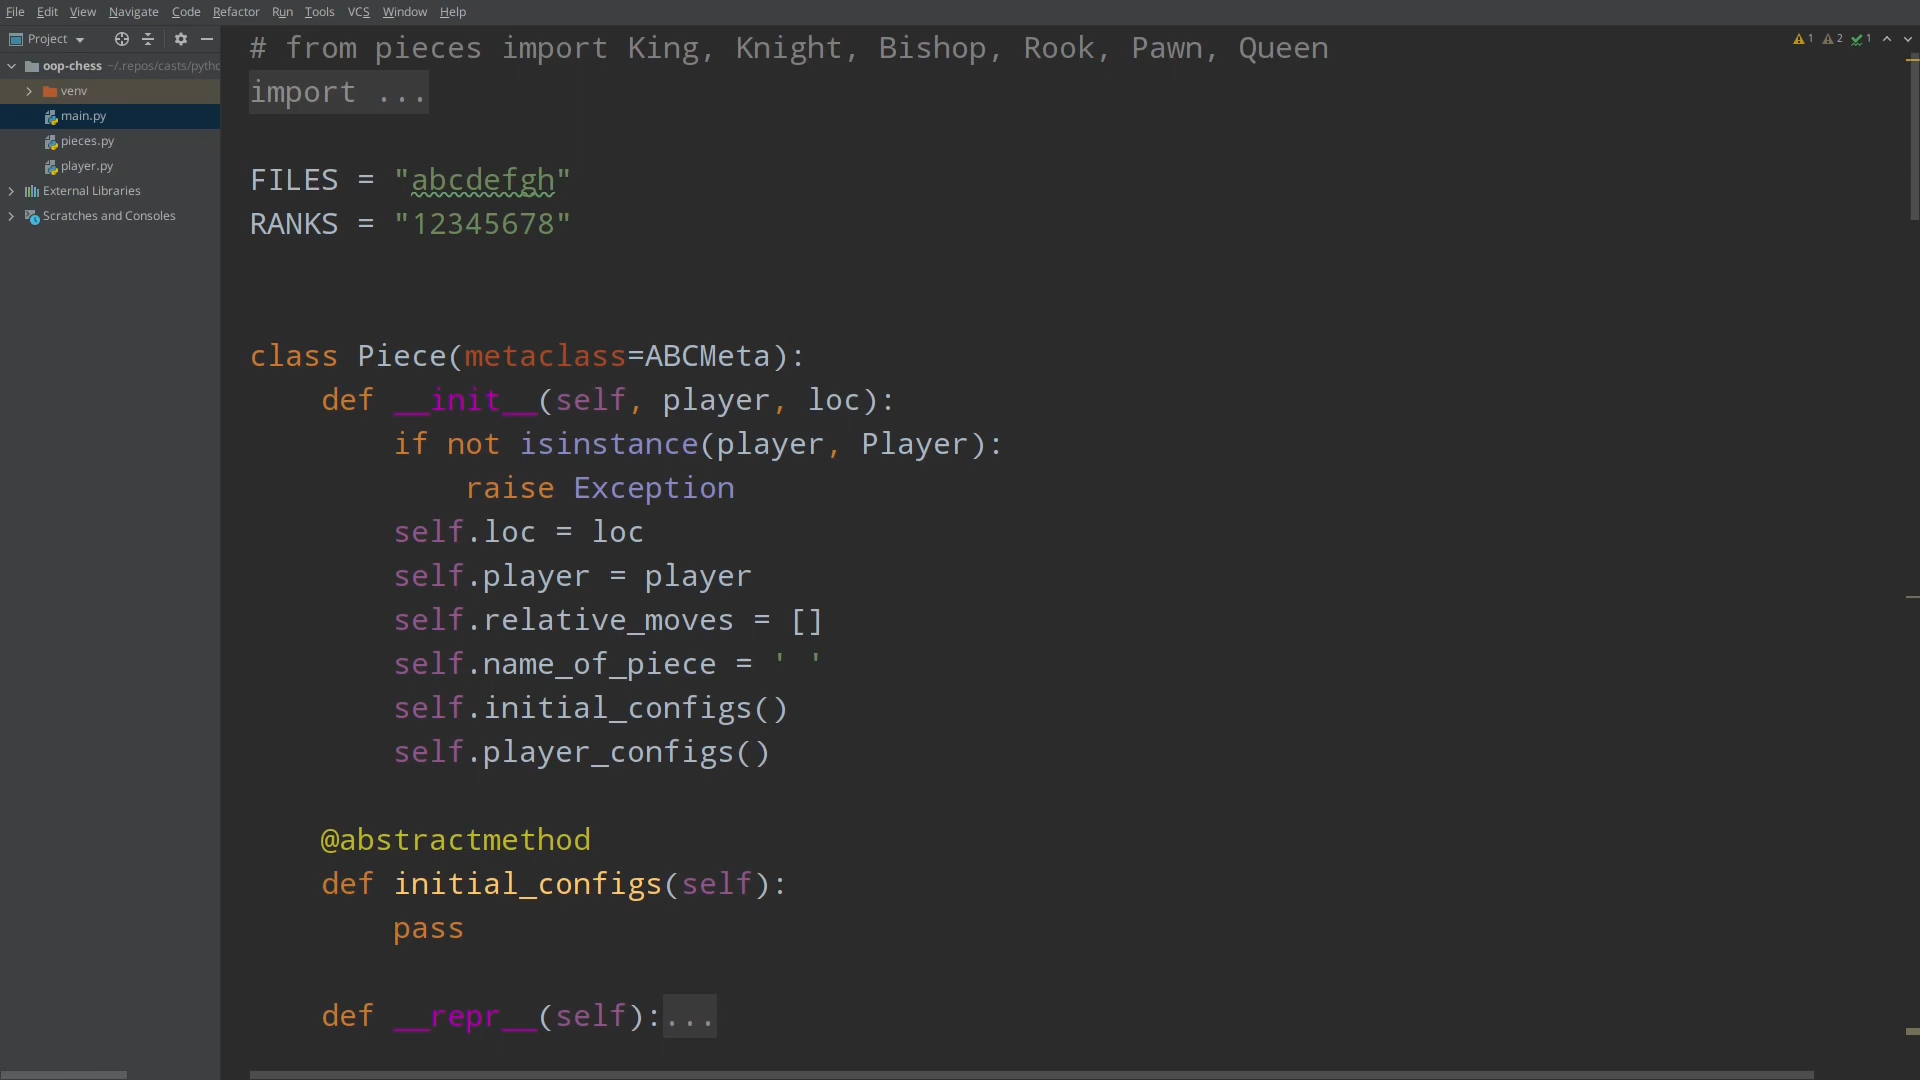 File Edit View Navigate Code Refactor Run Tools VCS Window Help
Project
oop-chess ~/.repos/casts/pytho
venv
main.py
pieces.py
player.py
External Libraries
Scratches and Consoles
1 2 1
# from pieces import King, Knight, Bishop, Rook, Pawn, Queen
import ...
FILES = "abcdefgh"
RANKS = "12345678"
class Piece(metaclass=ABCMeta):
def __init__(self, player, loc):
if not isinstance(player, Player):
raise Exception
self.loc = loc
self.player = player
self.relative_moves = []
self.name_of_piece = ' '
self.initial_configs()
self.player_configs()
@abstractmethod
def initial_configs(self):
pass
def __repr__(self):...